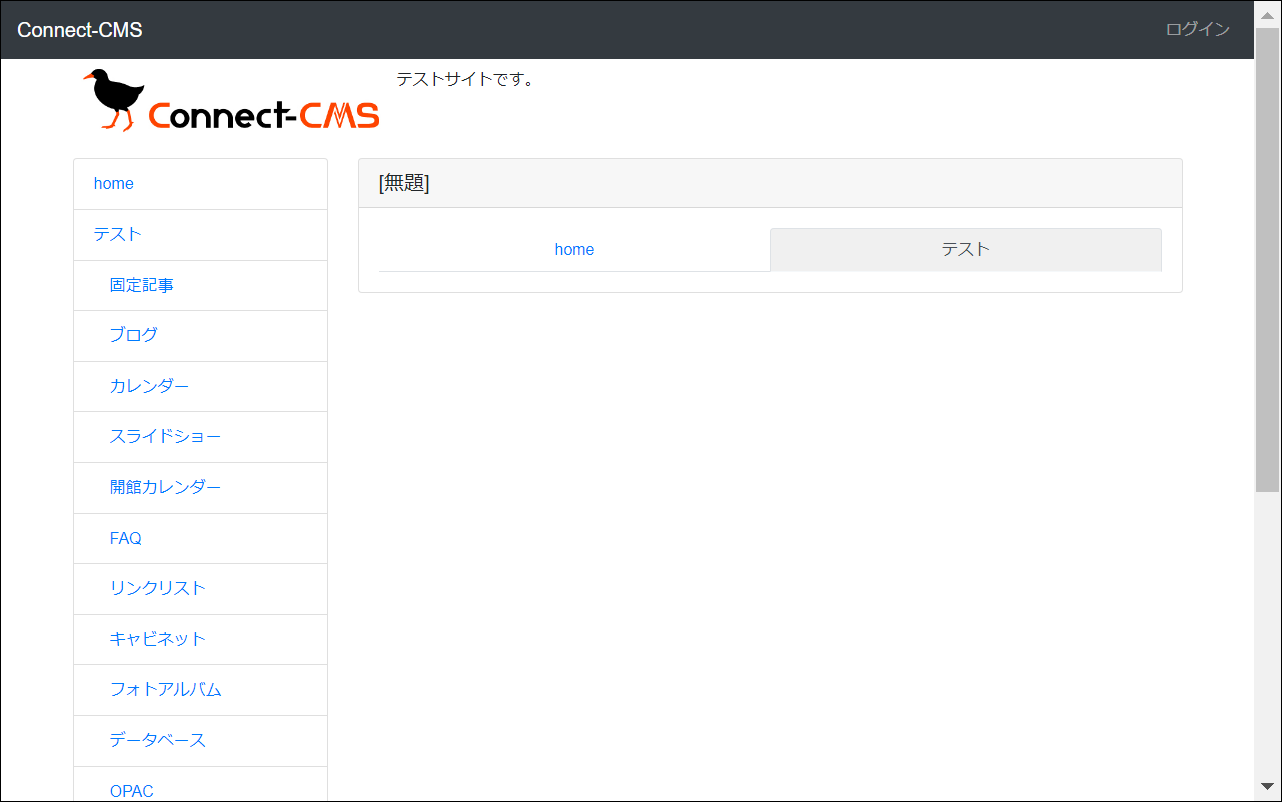 Connect-CMS
ログイン
Connect-CMS
テストサイトです。
home
テスト
固定記事
ブログ
カレンダー
スライドショー
開館カレンダー
FAQ
リンクリスト
キャビネット
フォトアルバム
データベース
OPAC
[無題]
home
テスト